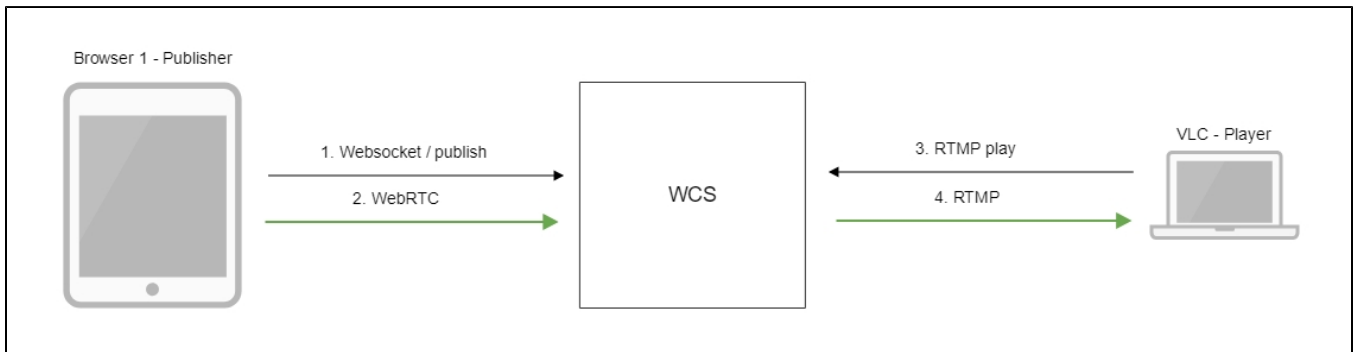 Browser 1 - Publisher
1. Websocket / publish
2. WebRTC
WCS
3. RTMP play
4. RTMP
VLC - Player